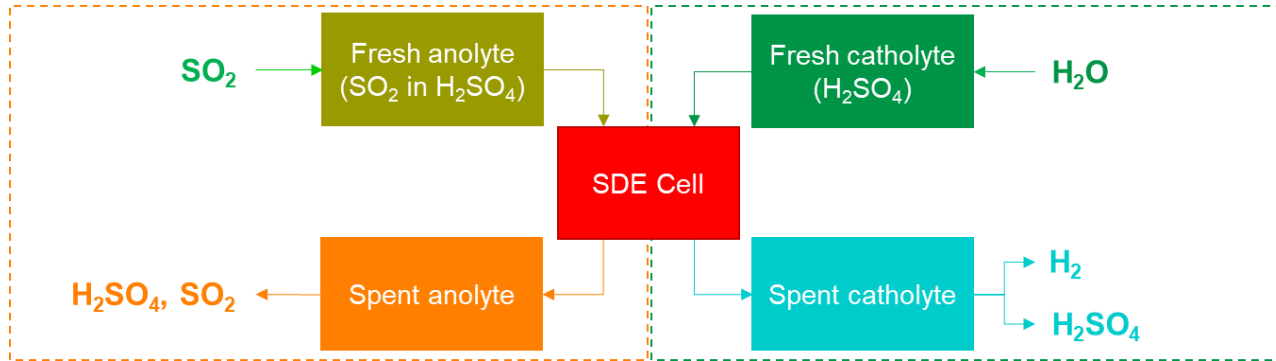 SO₂
Fresh anolyte
(SO₂ in H₂SO₄)
Fresh catholyte
(H₂SO₄)
H₂O
SDE Cell
H₂SO₄, SO₂
Spent anolyte
Spent catholyte
H₂
H₂SO₄